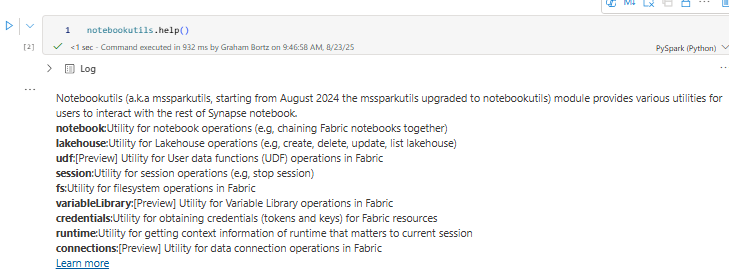 1 notebookutils.help()
[2] <1 sec - Command executed in 932 ms by Graham Bortz on 9:46:58 AM, 8/23/25 PySpark (Python)
Log
Notebookutils (a.k.a mssparkutils, starting from August 2024 the mssparkutils upgraded to notebookutils) module provides various utilities for
users to interact with the rest of Synapse notebook.
notebook:Utility for notebook operations (e.g, chaining Fabric notebooks together)
lakehouse:Utility for Lakehouse operations (e.g, create, delete, update, list lakehouse)
udf:[Preview] Utility for User data functions (UDF) operations in Fabric
session:Utility for session operations (e.g, stop session)
fs:Utility for filesystem operations in Fabric
variableLibrary:[Preview] Utility for Variable Library operations in Fabric
credentials:Utility for obtaining credentials (tokens and keys) for Fabric resources
runtime:Utility for getting context information of runtime that matters to current session
connections:[Preview] Utility for data connection operations in Fabric
Learn more